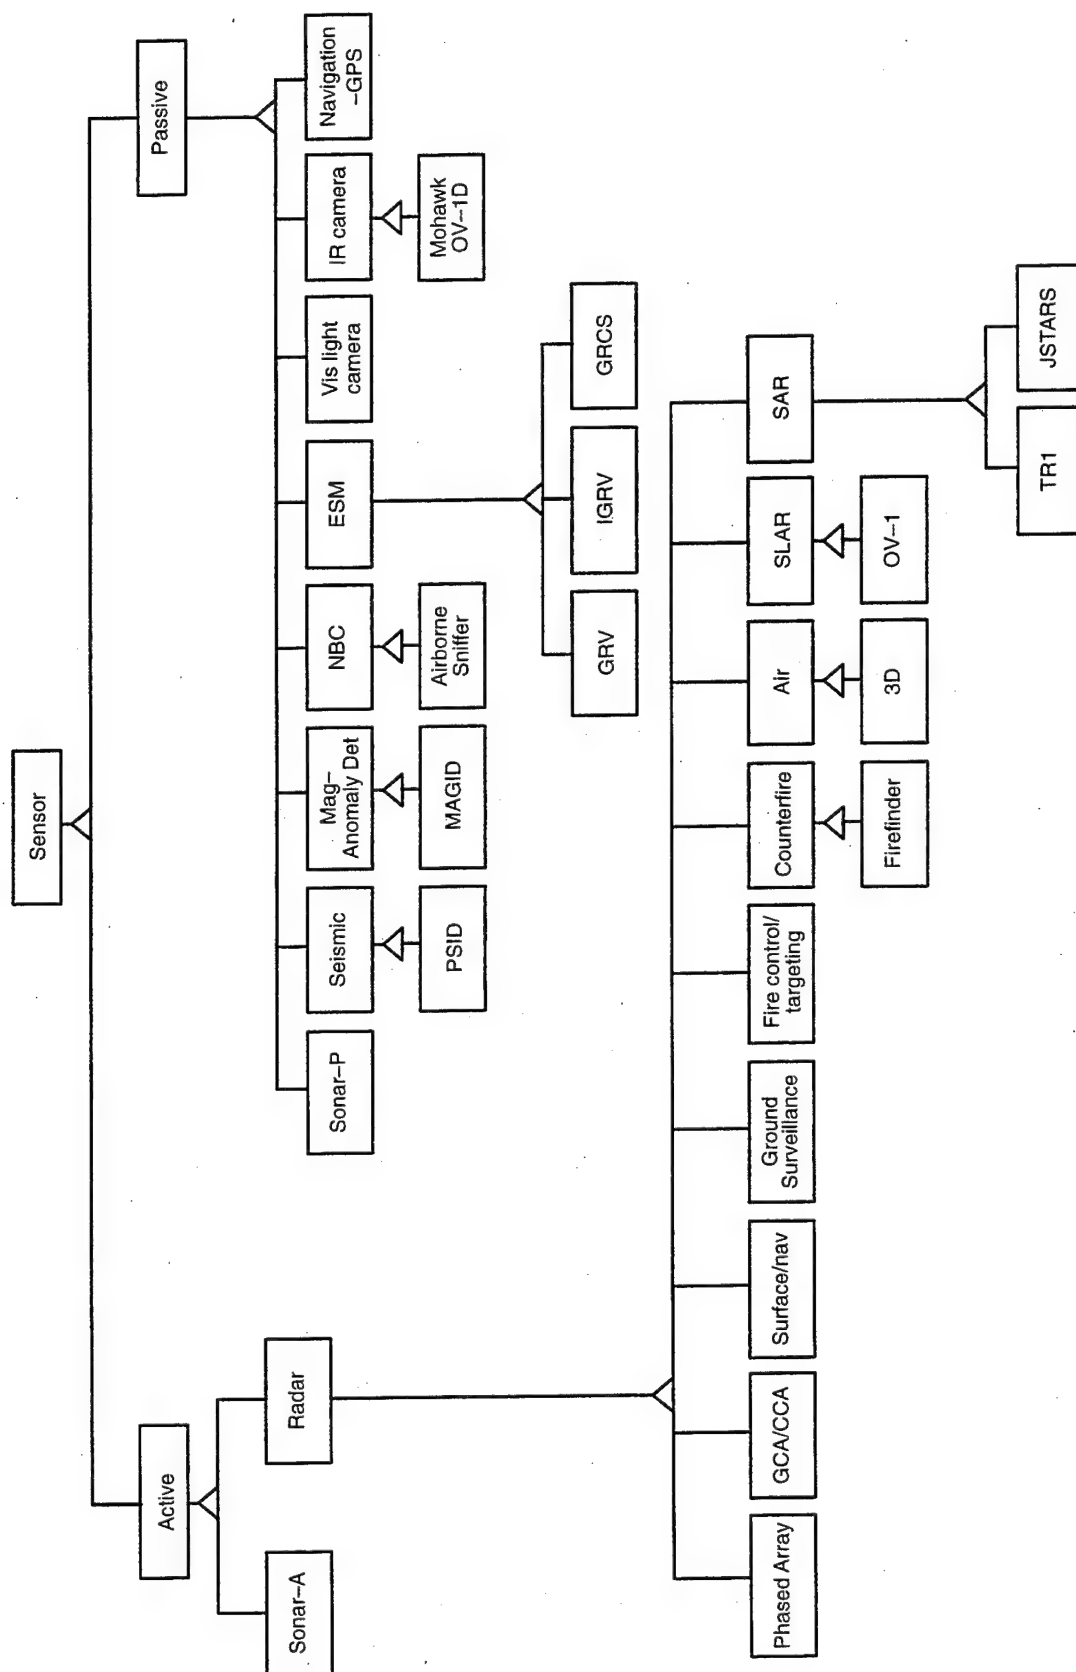 Sensor
Active
Passive
Sonar–A
Radar
Sonar–P
Seismic
Mag–
Anomaly Det
NBC
ESM
Vis light
camera
IR camera
Navigation
–GPS
PSID
MAGID
Airborne
Sniffer
Mohawk
OV–1D
GRV
IGRV
GRCS
Phased Array
GCA/CCA
Surface/nav
Ground
Surveillance
Fire control/
targeting
Counterfire
Air
SLAR
SAR
Firefinder
3D
OV–1
TR1
JSTARS